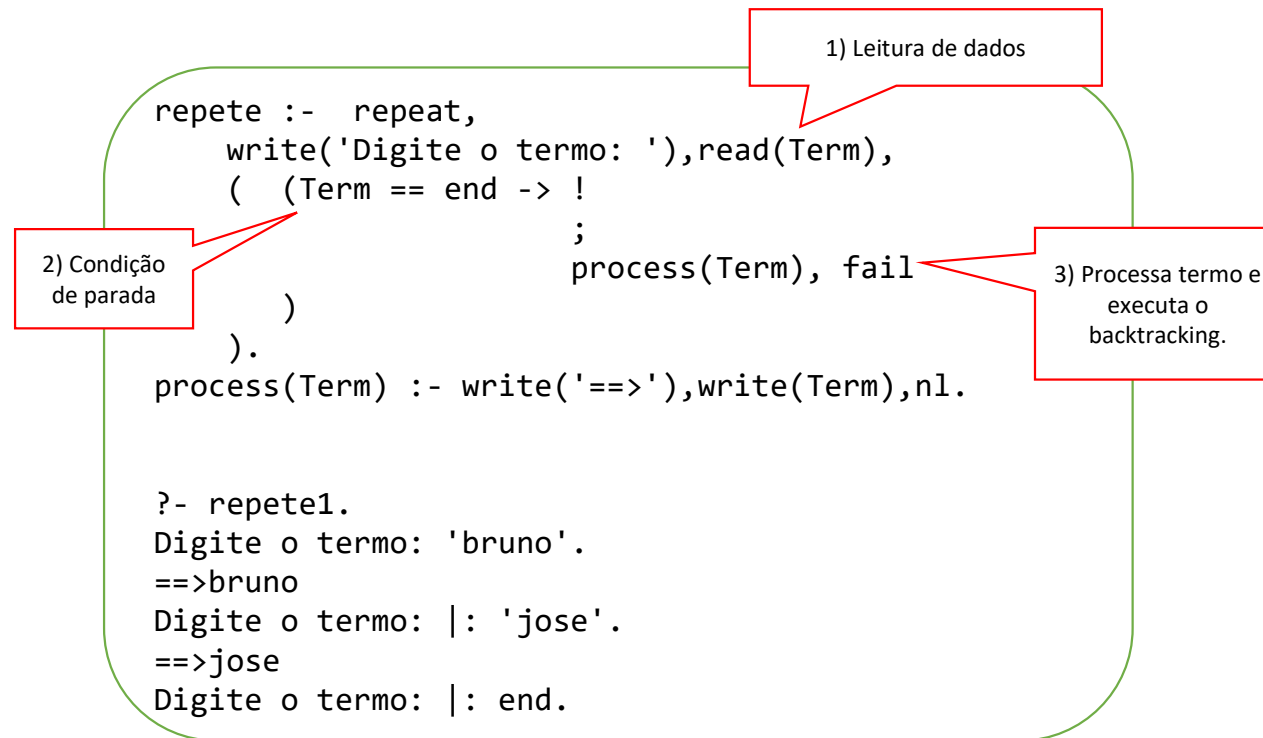 1) Leitura de dados
repete :-  repeat,
    write('Digite o termo: '),read(Term),
    (  (Term == end -> !
                        ;
                        process(Term), fail
2) Condição
de parada
3) Processa termo e
executa o
backtracking.
       )
    ).
process(Term) :- write('==>'),write(Term),nl.
?- repete1.
Digite o termo: 'bruno'.
==>bruno
Digite o termo: |: 'jose'.
==>jose
Digite o termo: |: end.